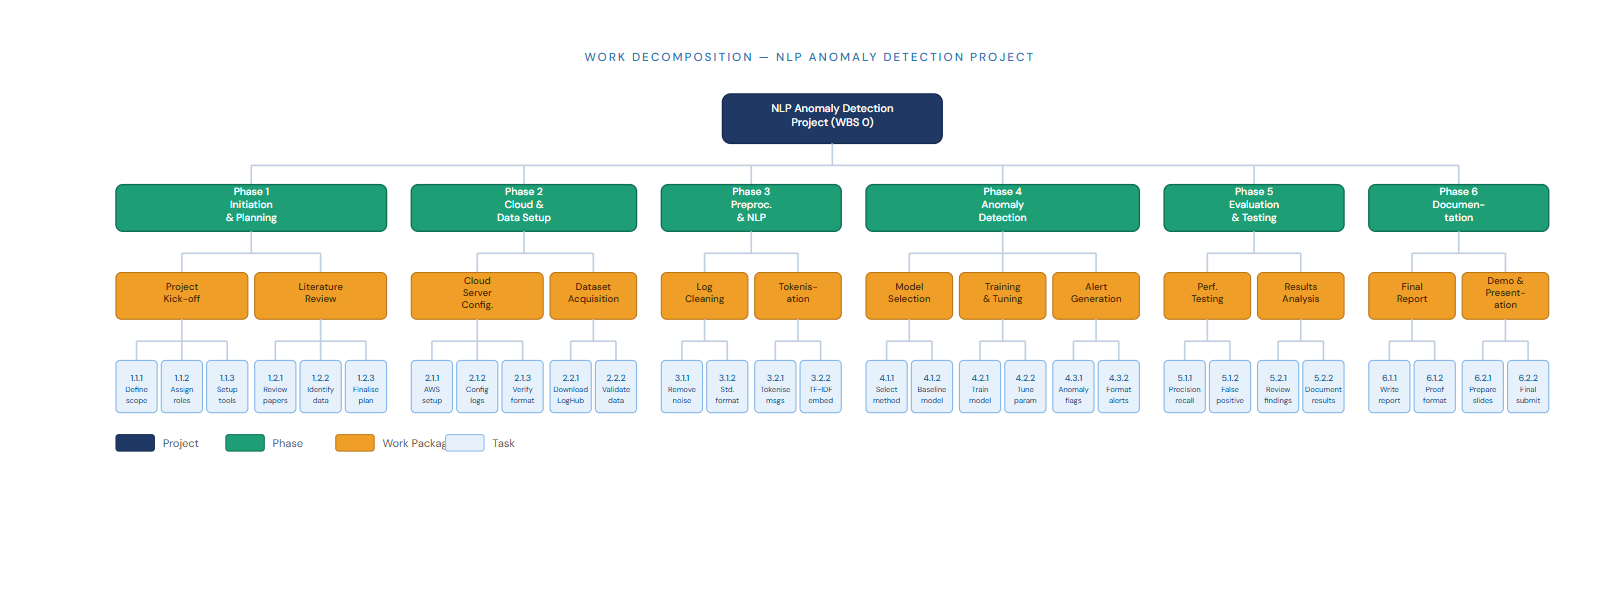 WORK DECOMPOSITION — NLP ANOMALY DETECTION PROJECT
NLP Anomaly Detection
Project (WBS 0)
Phase 1
Initiation
& Planning
Phase 2
Cloud &
Data Setup
Phase 3
Preproc.
& NLP
Phase 4
Anomaly
Detection
Phase 5
Evaluation
& Testing
Phase 6
Documen-
tation
Project
Kick-off
Literature
Review
Cloud
Server
Config.
Dataset
Acquisition
Log
Cleaning
Tokenis-
ation
Model
Selection
Training
& Tuning
Alert
Generation
Perf.
Testing
Results
Analysis
Final
Report
Demo &
Present-
ation
1.1.1
Define
scope
1.1.2
Assign
roles
1.1.3
Setup
tools
1.2.1
Review
papers
1.2.2
Identify
data
1.2.3
Finalise
plan
2.1.1
AWS
setup
2.1.2
Config
logs
2.1.3
Verify
format
2.2.1
Download
LogHub
2.2.2
Validate
data
3.1.1
Remove
noise
3.1.2
Std.
format
3.2.1
Tokenise
msgs
3.2.2
TF-IDF
embed
4.1.1
Select
method
4.1.2
Baseline
model
4.2.1
Train
model
4.2.2
Tune
param
4.3.1
Anomaly
flags
4.3.2
Format
alerts
5.1.1
Precision
recall
5.1.2
False
positive
5.2.1
Review
findings
5.2.2
Document
results
6.1.1
Write
report
6.1.2
Proof
format
6.2.1
Prepare
slides
6.2.2
Final
submit
Project
Phase
Work Packag
Task